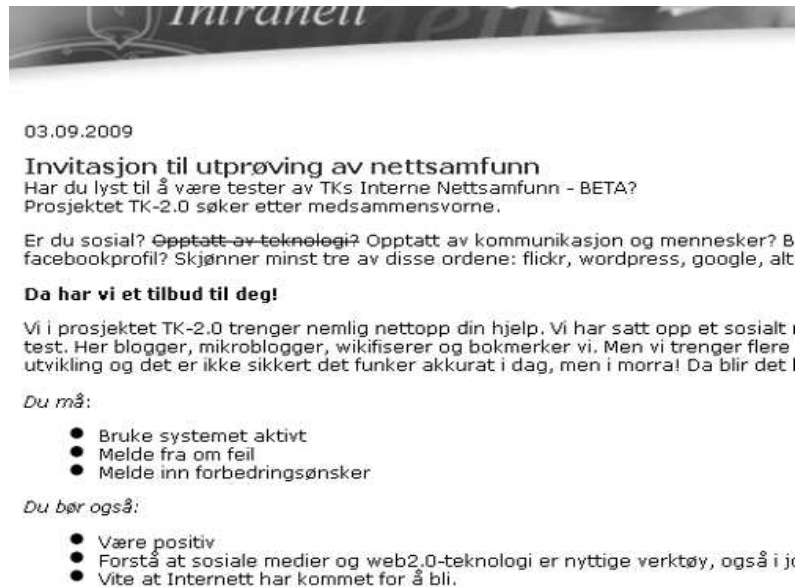 Intranett
03.09.2009
Invitasjon til utprøving av nettsamfunn
Har du lyst til å være tester av TKs Interne Nettsamfunn - BETA?
Prosjektet TK-2.0 søker etter medsammensvorne.
Er du sosial? Opptatt av teknologi? Opptatt av kommunikasjon og mennesker? B
facebookprofil? Skjønner minst tre av disse ordene: flickr, wordpress, google, alt
Da har vi et tilbud til deg!
Vi i prosjektet TK-2.0 trenger nemlig nettopp din hjelp. Vi har satt opp et sosialt
test. Her blogger, mikroblogger, wikifiserer og bokmerker vi. Men vi trenger flere
utvikling og det er ikke sikkert det funker akkurat i dag, men i morra! Da blir det
Du må:
Bruke systemet aktivt
Melde fra om feil
Melde inn forbedringsønsker
Du bør også:
Være positiv
Forstå at sosiale medier og web2.0-teknologi er nyttige verktøy, også i jo
Vite at Internett har kommet for å bli.